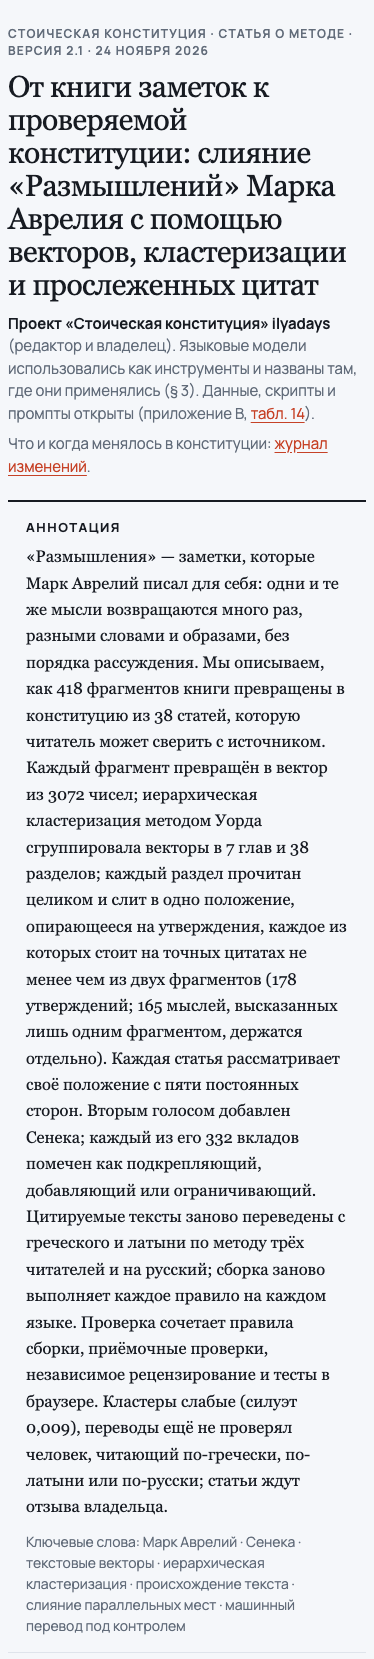 СТОИЧЕСКАЯ КОНСТИТУЦИЯ · СТАТЬЯ О МЕТОДЕ ·
ВЕРСИЯ 2.1 · 24 НОЯБРЯ 2026
От книги заметок к
проверяемой
конституции: слияние
«Размышлений» Марка
Аврелия с помощью
векторов, кластеризации
и прослеженных цитат
Проект «Стоическая конституция» ilyadays
(редактор и владелец). Языковые модели
использовались как инструменты и названы там,
где они применялись (§ 3). Данные, скрипты и
промпты открыты (приложение B, табл. 14).
Что и когда менялось в конституции: журнал
изменений.
АННОТАЦИЯ
«Размышления» — заметки, которые
Марк Аврелий писал для себя: одни и те
же мысли возвращаются много раз,
разными словами и образами, без
порядка рассуждения. Мы описываем,
как 418 фрагментов книги превращены в
конституцию из 38 статей, которую
читатель может сверить с источником.
Каждый фрагмент превращён в вектор
из 3072 чисел; иерархическая
кластеризация методом Уорда
сгруппировала векторы в 7 глав и 38
разделов; каждый раздел прочитан
целиком и слит в одно положение,
опирающееся на утверждения, каждое из
которых стоит на точных цитатах не
менее чем из двух фрагментов (178
утверждений; 165 мыслей, высказанных
лишь одним фрагментом, держатся
отдельно). Каждая статья рассматривает
своё положение с пяти постоянных
сторон. Вторым голосом добавлен
Сенека; каждый из его 332 вкладов
помечен как подкрепляющий,
добавляющий или ограничивающий.
Цитируемые тексты заново переведены с
греческого и латыни по методу трёх
читателей и на русский; сборка заново
выполняет каждое правило на каждом
языке. Проверка сочетает правила
сборки, приёмочные проверки,
независимое рецензирование и тесты в
браузере. Кластеры слабые (силуэт
0,009), переводы ещё не проверял
человек, читающий по-гречески, по-
латыни или по-русски; статьи ждут
отзыва владельца.
Ключевые слова: Марк Аврелий · Сенека ·
текстовые векторы · иерархическая
кластеризация · происхождение текста ·
слияние параллельных мест · машинный
перевод под контролем